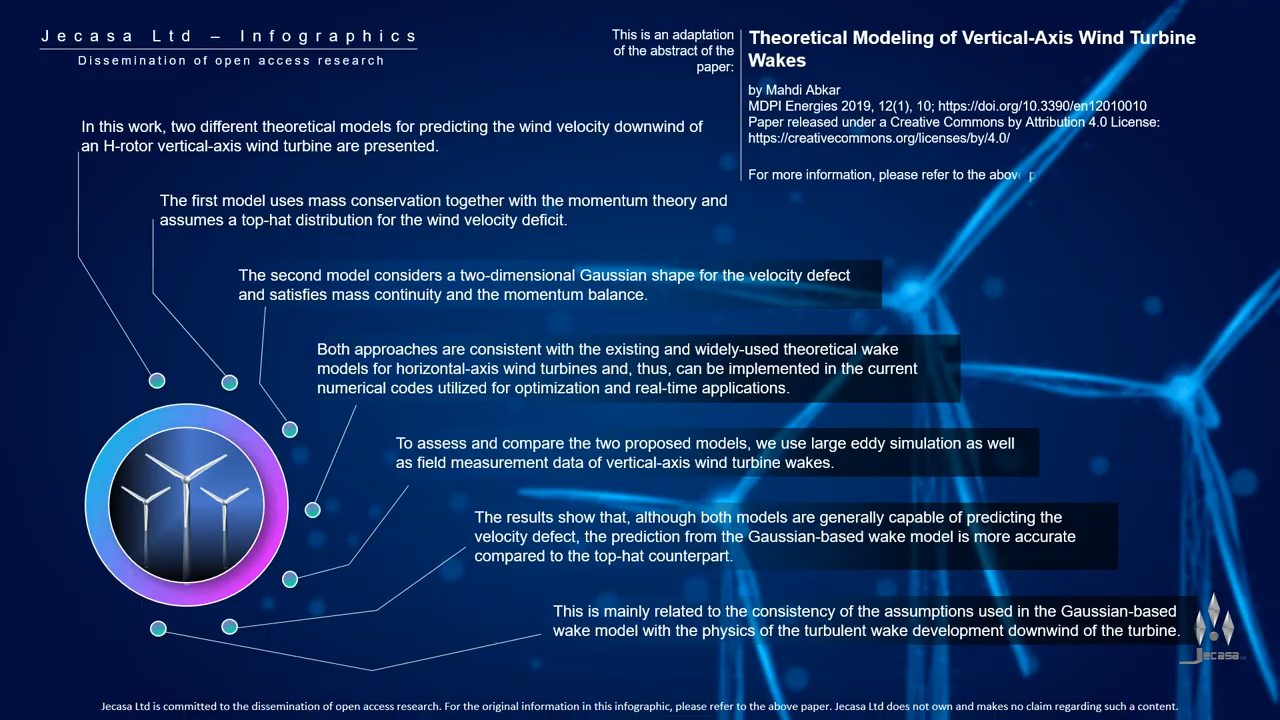 Jecasa Ltd – Infographics
Dissemination of open access research
This is an adaptation
of the abstract of the
paper:
Theoretical Modeling of Vertical-Axis Wind Turbine
Wakes
by Mahdi Abkar
MDPI Energies 2019, 12(1), 10; https://doi.org/10.3390/en12010010
Paper released under a Creative Commons by Attribution 4.0 License:
https://creativecommons.org/licenses/by/4.0/
For more information, please refer to the above p
In this work, two different theoretical models for predicting the wind velocity downwind of
an H-rotor vertical-axis wind turbine are presented.
The first model uses mass conservation together with the momentum theory and
assumes a top-hat distribution for the wind velocity deficit.
The second model considers a two-dimensional Gaussian shape for the velocity defect
and satisfies mass continuity and the momentum balance.
Both approaches are consistent with the existing and widely-used theoretical wake
models for horizontal-axis wind turbines and, thus, can be implemented in the current
numerical codes utilized for optimization and real-time applications.
To assess and compare the two proposed models, we use large eddy simulation as well
as field measurement data of vertical-axis wind turbine wakes.
The results show that, although both models are generally capable of predicting the
velocity defect, the prediction from the Gaussian-based wake model is more accurate
compared to the top-hat counterpart.
This is mainly related to the consistency of the assumptions used in the Gaussian-based
wake model with the physics of the turbulent wake development downwind of the turbine.
Jecasa
Jecasa Ltd is committed to the dissemination of open access research. For the original information in this infographic, please refer to the above paper. Jecasa Ltd does not own and makes no claim regarding such a content.